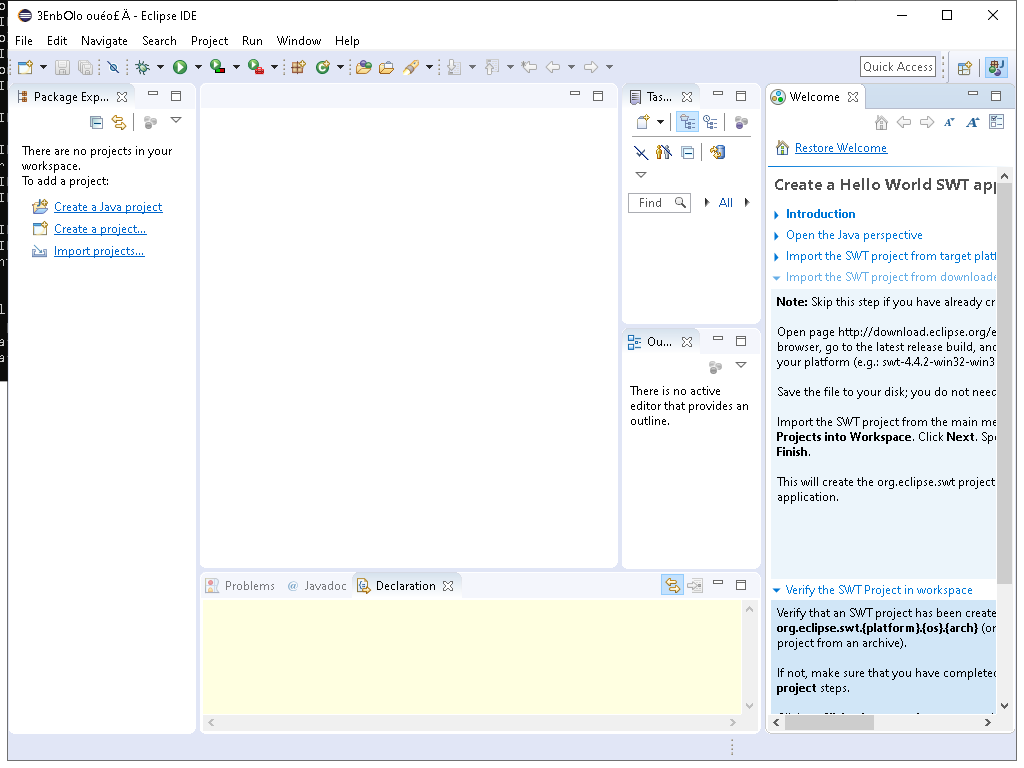 3Enb0lo ouéo£Ä - Eclipse IDE
File Edit Navigate Search Project Run Window Help
Quick Access
Package Exp...
There are no projects in your
workspace.
To add a project:
Create a Java project
Create a project...
Import projects...
Tas...
Find
All
Ou...
There is no active
editor that provides an
outline.
Problems @ Javadoc Declaration
Welcome
Restore Welcome
Create a Hello World SWT app
Introduction
Open the Java perspective
Import the SWT project from target platf
Import the SWT project from downloade
Note: Skip this step if you have already cr
Open page http://download.eclipse.org/e
browser, go to the latest release build, and
your platform (e.g.: swt-4.4.2-win32-win3
Save the file to your disk; you do not need
Import the SWT project from the main me
Projects into Workspace. Click Next. Spe
Finish.
This will create the org.eclipse.swt project
application.
Verify the SWT Project in workspace
Verify that an SWT project has been create
org.eclipse.swt.{platform}.{os}.{arch} (or
project from an archive).
If not, make sure that you have completed
project steps.